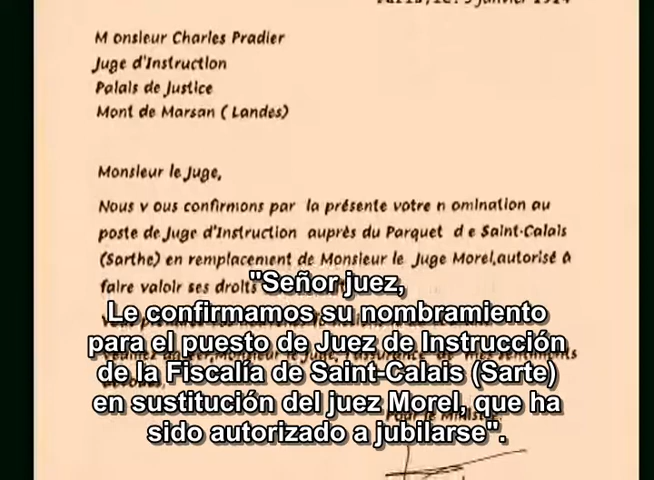 Monsieur Charles Pradier
Juge d'Instruction
Palais de Justice
Mont de Marsan ( Landes)
Monsieur le Juge,
Nous v ous confirmons par la présente votre n omination au
poste de Juge d'Instruction auprès du Parquet d e Saint-Calais
(Sarthe) en remplacement de Monsieur le Juge Morel,autorisé à
faire valoir ses droits
"Señor juez,
Le confirmamos su nombramiento
para el puesto de Juez de Instrucción
de la Fiscalía de Saint-Calais (Sarte)
en sustitución del juez Morel, que ha
sido autorizado a jubilarse".